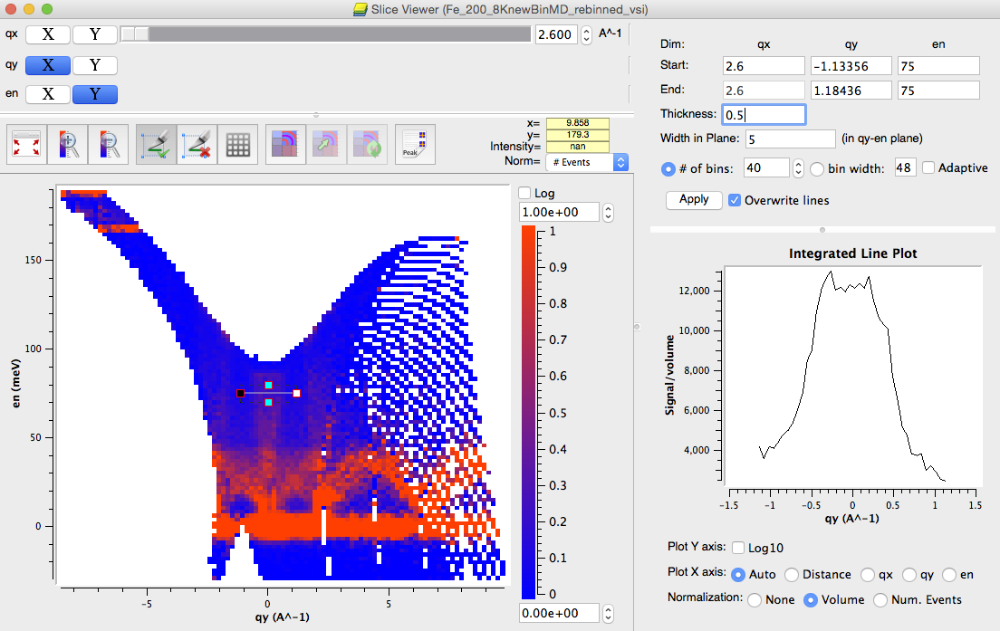 Slice Viewer (Fe_200_8KnewBinMD_rebinned_vsi)
qx X Y 2.600 A^-1
qy X Y
en X Y
x= 9.858
y= 179.3
Intensity= nan
Norm= # Events
Peak
Log
1.00e+00
1
0.9
0.8
0.7
0.6
0.5
0.4
0.3
0.2
0.1
0
0.00e+00
en (meV)
150
100
50
0
-5 0 5
qy (A^-1)
Dim: qx qy en
Start: 2.6 -1.13356 75
End: 2.6 1.18436 75
Thickness: 0.5
Width in Plane: 5 (in qy-en plane)
# of bins: 40 bin width: 48 Adaptive
Apply Overwrite lines
Integrated Line Plot
Signal/volume
12,000
10,000
8,000
6,000
4,000
-1.5 -1 -0.5 0 0.5 1 1.5
qy (A^-1)
Plot Y axis: Log10
Plot X axis: Auto Distance qx qy en
Normalization: None Volume Num. Events